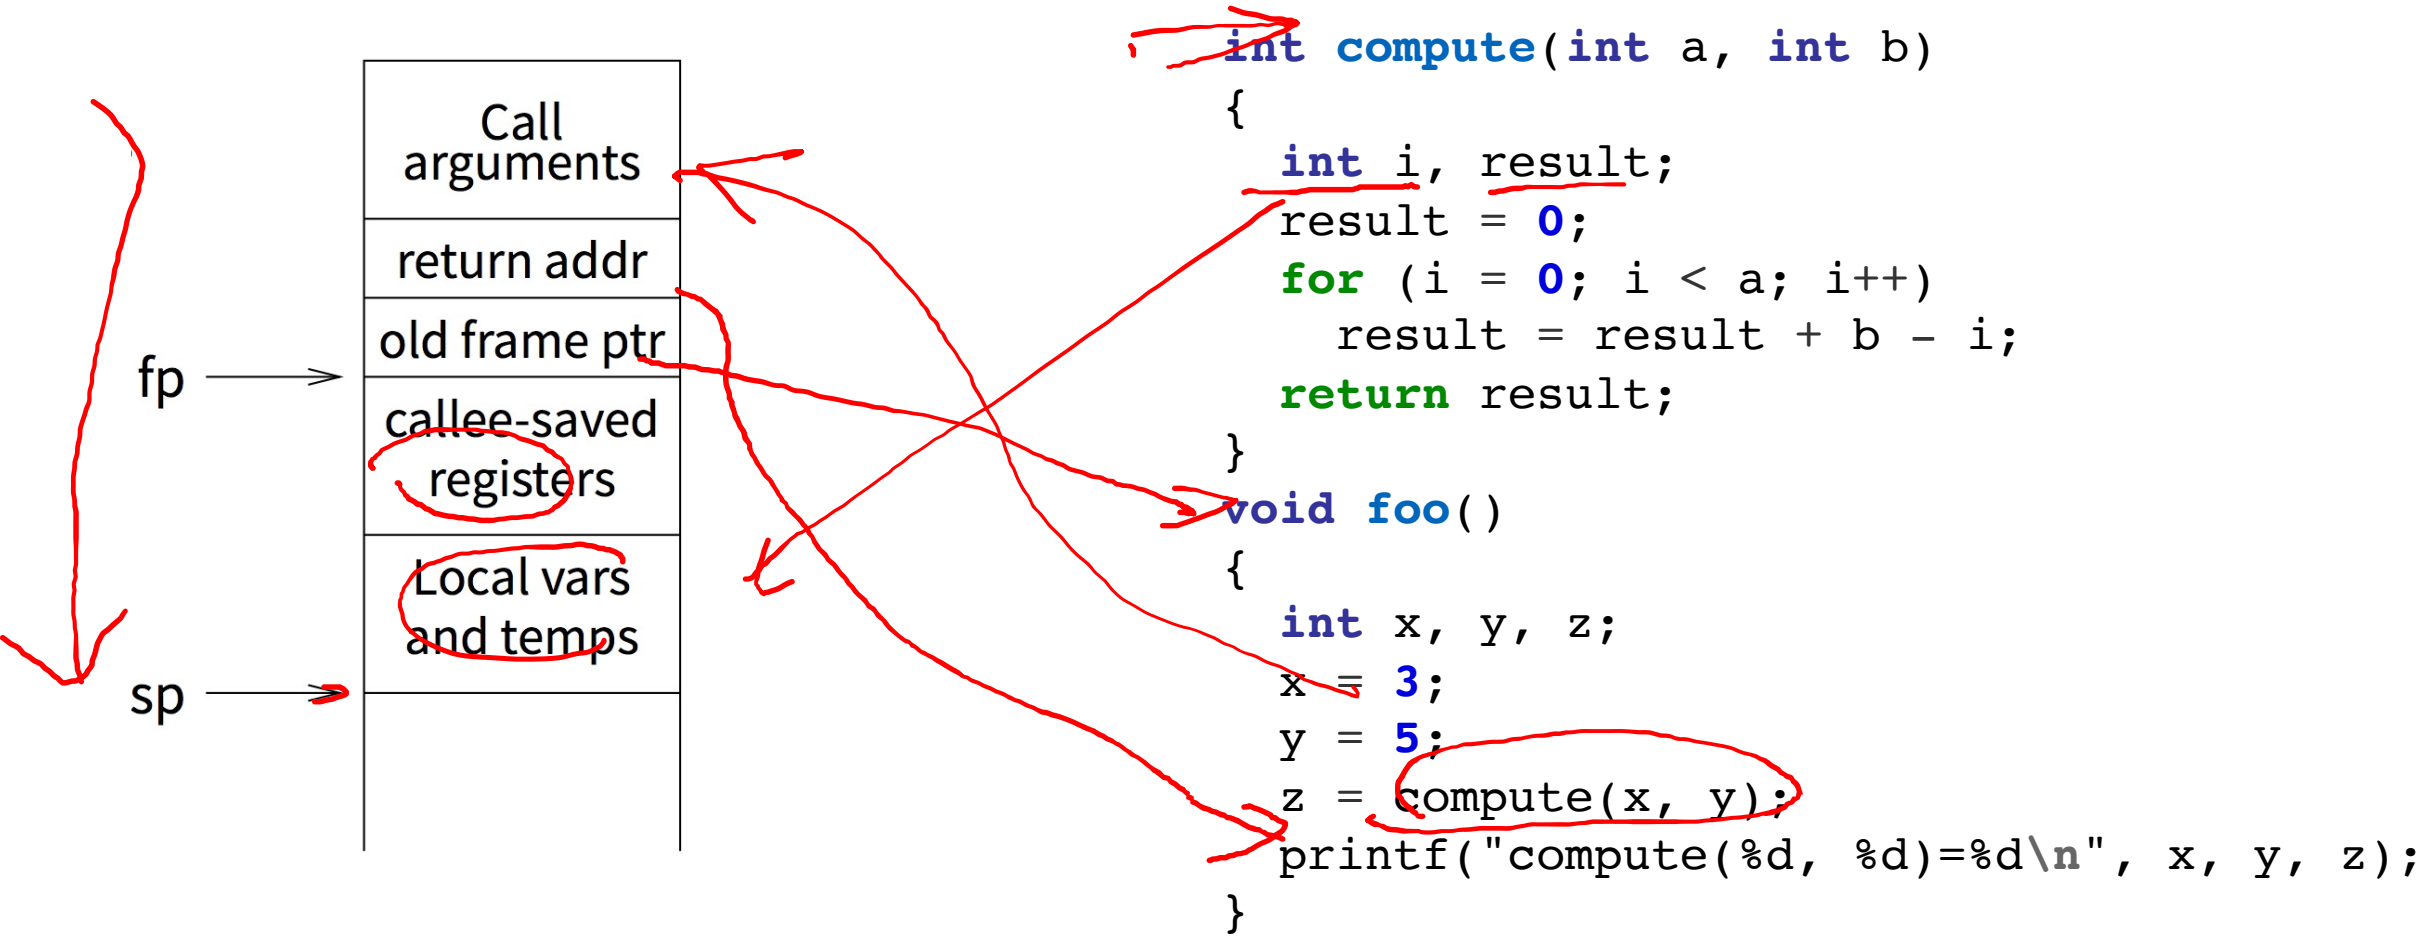 Call
arguments
return addr
old frame ptr
fp
callee-saved
registers
Local vars
and temps
sp
int compute(int a, int b)
{
int i, result;
result = 0;
for (i = 0; i < a; i++)
result = result + b - i;
return result;
}
void foo()
{
int x, y, z;
x = 3;
y = 5;
z = compute(x, y);
printf("compute(%d, %d)=%d\n", x, y, z);
}